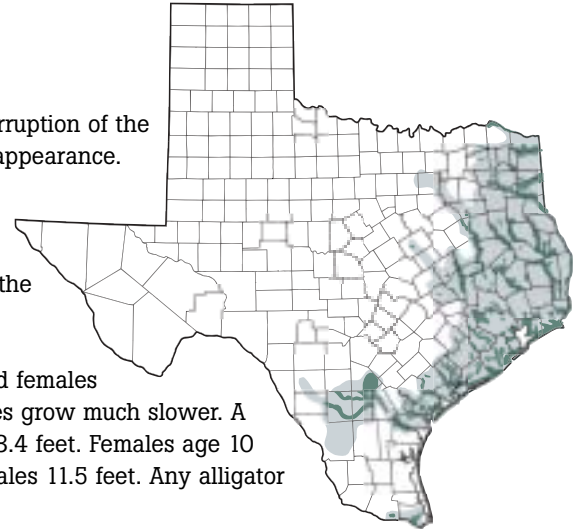 rruption of the
appearance.
the
d females
es grow much slower. A
8.4 feet. Females age 10
ales 11.5 feet. Any alligator